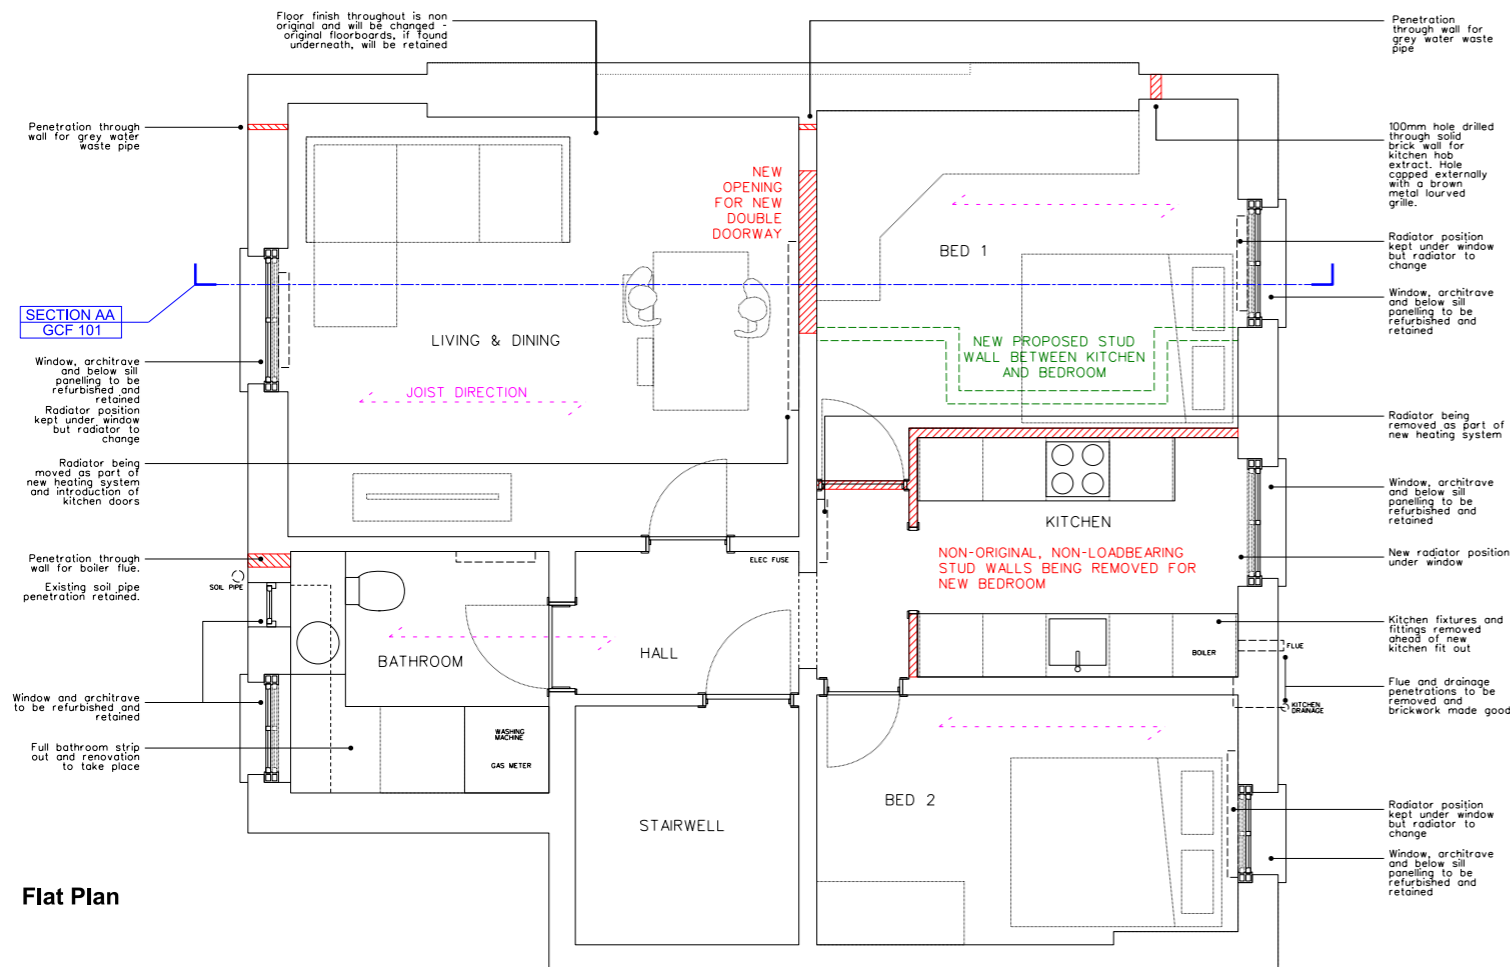 Floor finish throughout is non
original and will be changed -
original floorboards, if found
underneath, will be retained
Penetration
through wall for
grey water waste
pipe
Penetration through
wall for grey water
waste pipe
100mm hole drilled
through solid
brick wall for
kitchen hob
extract. Hole
capped externally
with a brown
metal lourved
grille.
NEW
OPENING
FOR NEW
DOUBLE
DOORWAY
BED 1
Radiator position
kept under window
but radiator to
change
SECTION AA
GCF 101
Window, architrave
and below sill
panelling to be
refurbished and
retained
LIVING & DINING
NEW PROPOSED STUD
WALL BETWEEN KITCHEN
AND BEDROOM
Window, architrave
and below sill
panelling to be
refurbished and
retained
Radiator position
kept under window
but radiator to
change
JOIST DIRECTION
Radiator being
removed as part of
new heating system
Radiator being
moved as part of
new heating system
and introduction of
kitchen doors
Window, architrave
and below sill
panelling to be
refurbished and
retained
KITCHEN
NON-ORIGINAL, NON-LOADBEARING
STUD WALLS BEING REMOVED FOR
NEW BEDROOM
New radiator position
under window
Penetration through
wall for boiler flue.
Existing soil pipe
penetration retained.
SOIL PIPE
ELEC FUSE
Kitchen fixtures and
fittings removed
ahead of new
kitchen fit out
BATHROOM
HALL
BOILER
FLUE
Flue and drainage
penetrations to be
removed and
brickwork made good
KITCHEN
DRAINAGE
Window and architrave
to be refurbished and
retained
Full bathroom strip
out and renovation
to take place
WASHING
MACHINE
GAS METER
BED 2
STAIRWELL
Radiator position
kept under window
but radiator to
change
Window, architrave
and below sill
panelling to be
refurbished and
retained
Flat Plan